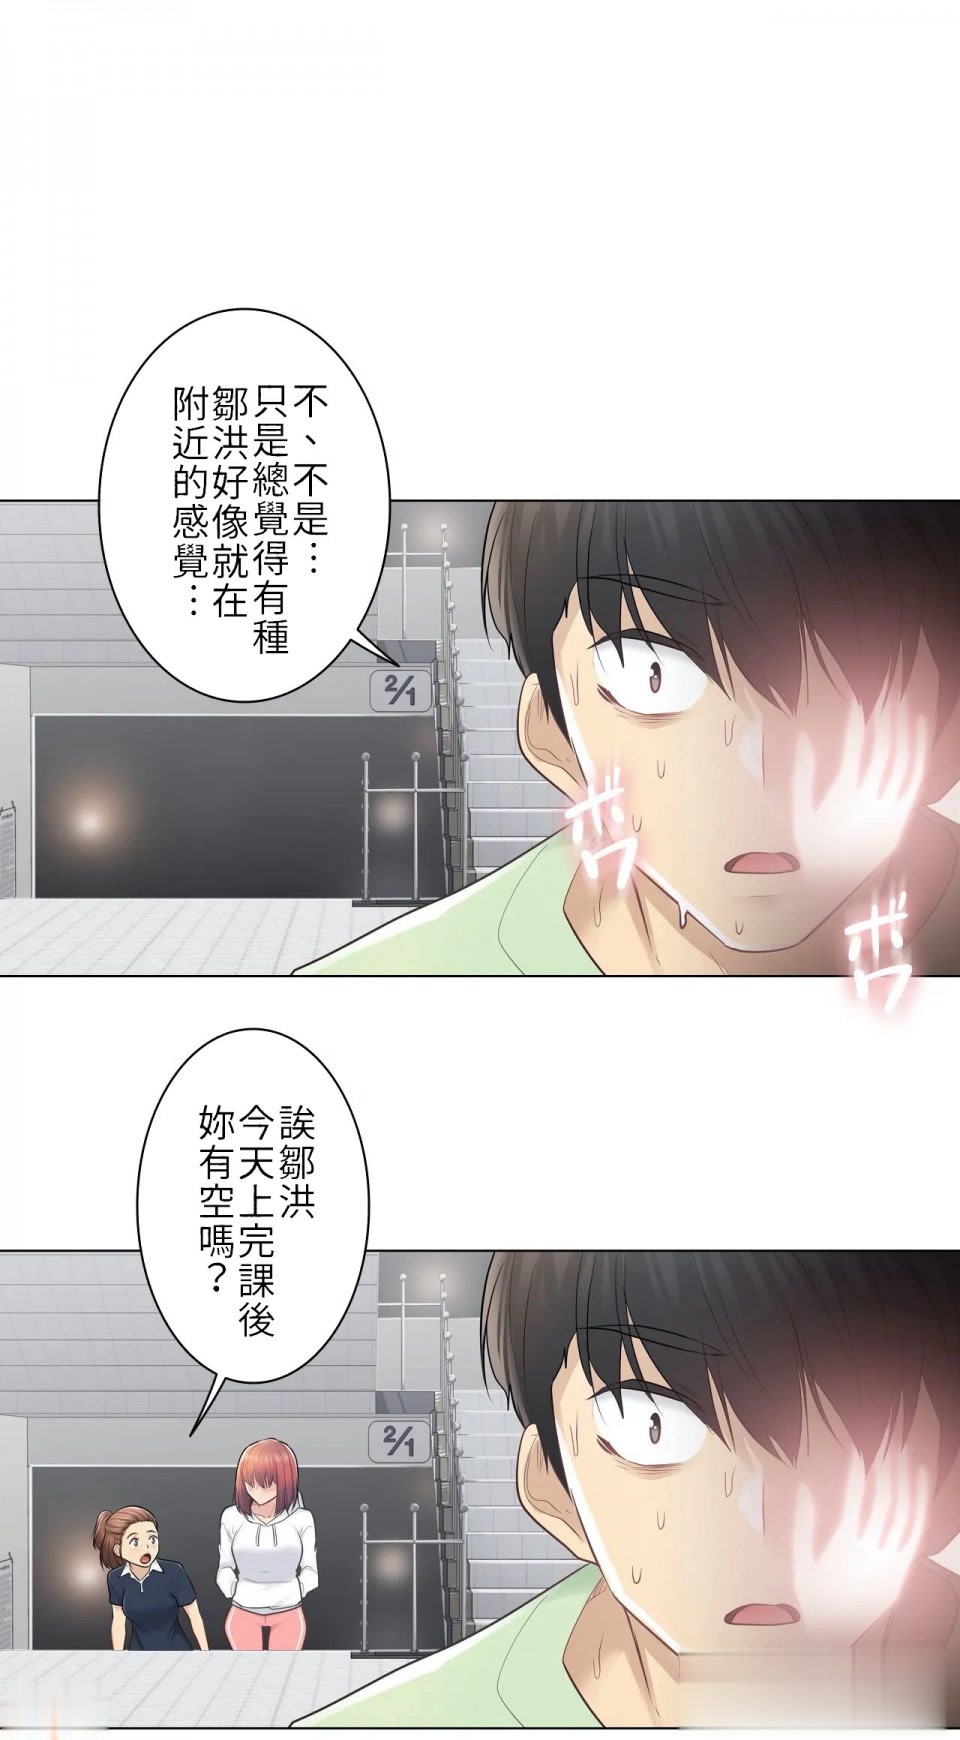 不、不是…
只是總覺得有種
鄒洪好像就在
附近的感覺…
2/1
ボワ
ボワ
誒鄒洪
今天上完課後
妳有空嗎？
2/1